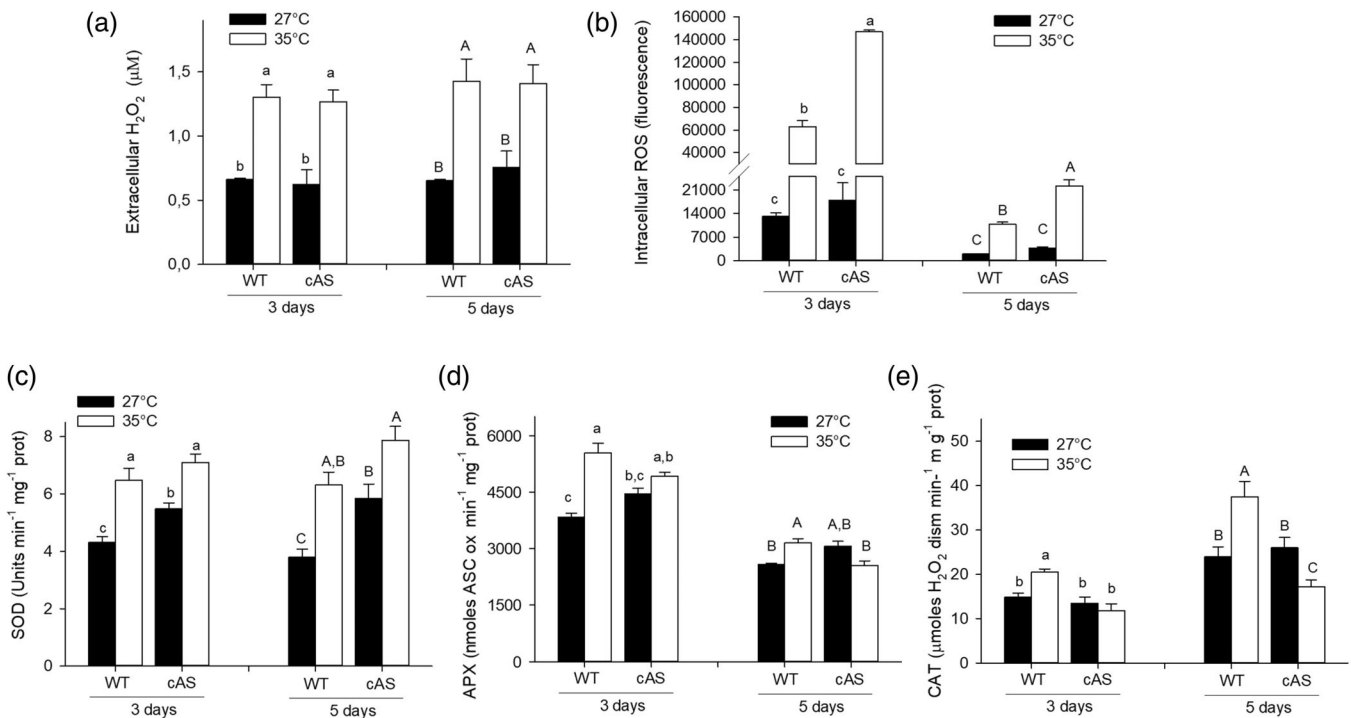 (a)
27°C
35°C
Extracellular H₂O₂ (μM)
1,5
1,0
0,5
0,0
b
a
b
a
B
A
B
A
WT
cAS
WT
cAS
3 days
5 days
(b)
27°C
35°C
Intracellular ROS (fluorescence)
160000
140000
120000
100000
80000
60000
40000
21000
14000
7000
0
c
b
c
a
C
B
C
A
WT
cAS
WT
cAS
3 days
5 days
(c)
27°C
35°C
SOD (Units min⁻¹ mg⁻¹ prot)
8
6
4
2
0
c
a
b
a
C
A,B
B
A
WT
cAS
WT
cAS
3 days
5 days
(d)
27°C
35°C
APX (nmoles ASC ox min⁻¹ mg⁻¹ prot)
6000
4500
3000
1500
0
c
a
b,c
a,b
B
A
A,B
B
WT
cAS
WT
cAS
3 days
5 days
(e)
27°C
35°C
CAT (μmoles H₂O₂ dism min-¹ m g⁻¹ prot)
50
40
30
20
10
0
b
a
b
b
B
A
B
C
WT
cAS
WT
cAS
3 days
5 days